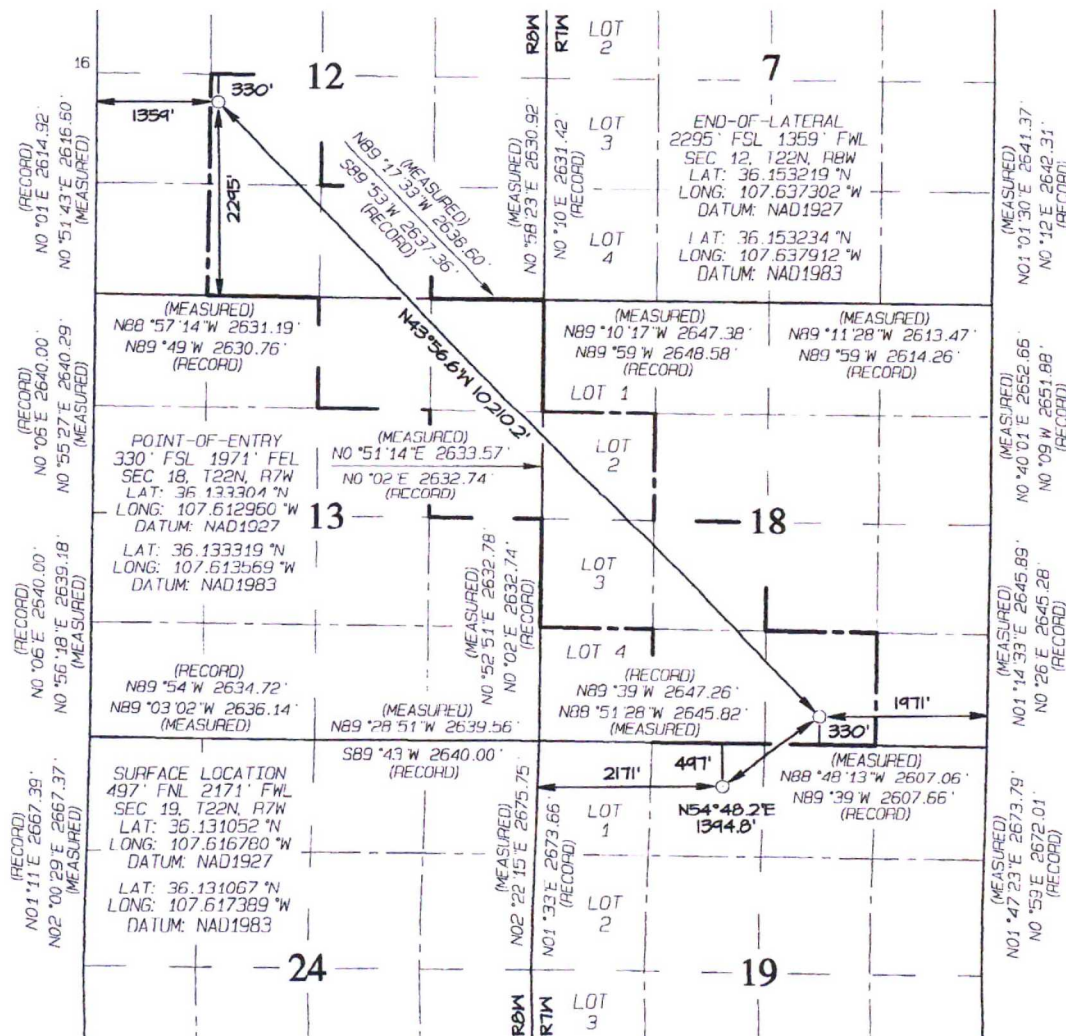 R8W
R7W
LOT
2
16
12
7
330'
1359'
2295'
N0 °01'E 2614.92'
(RECORD)
N0 °51'43"E 2616.60'
(MEASURED)
(MEASURED)
N89 °17'33"W 2636.60'
S89 °53'W 2637.36'
(RECORD)
(MEASURED)
N0 °58'23"E 2630.92'
N0 °10'E 2631.42'
(RECORD)
LOT
3
LOT
4
END-OF-LATERAL
2295' FSL 1359' FWL
SEC 12, T22N, R8W
LAT: 36.153219 °N
LONG: 107.637302 °W
DATUM: NAD1927
LAT: 36.153234 °N
LONG: 107.637912 °W
DATUM: NAD1983
(MEASURED)
N01 °01'30"E 2641.37'
N0 °12'E 2642.31'
(RECORD)
(MEASURED)
N88 °57'14"W 2631.19'
N89 °49'W 2630.76'
(RECORD)
N43°56.6'W 10,210.2'
(MEASURED)
N89 °10'17"W 2647.38'
N89 °59'W 2648.58'
(RECORD)
(MEASURED)
N89 °11'28"W 2613.47'
N89 °59'W 2614.26'
(RECORD)
(RECORD)
N0 °05'E 2640.00'
N0 °55'27"E 2640.29'
(MEASURED)
LOT 1
LOT
2
(MEASURED)
N0 °40'01"E 2652.66'
N0 °09'W 2651.88'
(RECORD)
POINT-OF-ENTRY
330' FSL 1971' FEL
SEC 18, T22N, R7W
LAT: 36.133304 °N
LONG: 107.612960 °W
DATUM: NAD1927
LAT: 36.133319 °N
LONG: 107.613569 °W
DATUM: NAD1983
(MEASURED)
N0 °51'14"E 2633.57'
N0 °02'E 2632.74'
(RECORD)
13
18
LOT
3
(RECORD)
N0 °06'E 2640.00'
N0 °56'18"E 2639.18'
(MEASURED)
(MEASURED)
N0 °52'51"E 2632.78'
N0 °02'E 2632.74'
(RECORD)
(MEASURED)
N01 °14'33"E 2645.89'
N0 °26'E 2645.28'
(RECORD)
LOT 4
(RECORD)
N89 °54'W 2634.72'
N89 °03'02"W 2636.14'
(MEASURED)
(MEASURED)
N89 °28'51"W 2639.56'
S89 °43'W 2640.00'
(RECORD)
(RECORD)
N89 °39'W 2647.26'
N88 °51'28"W 2645.82'
(MEASURED)
1971'
330'
(MEASURED)
N88 °48'13"W 2607.06'
N89 °39'W 2607.66'
(RECORD)
497'
2171'
N54°48.2'E
1394.8'
(RECORD)
N01 °11'E 2667.39'
N02 °00'29"E 2667.37'
(MEASURED)
SURFACE LOCATION
497' FNL 2171' FWL
SEC 19, T22N, R7W
LAT: 36.131052 °N
LONG: 107.616780 °W
DATUM: NAD1927
LAT: 36.131067 °N
LONG: 107.617389 °W
DATUM: NAD1983
(MEASURED)
N02 °22'15"E 2675.75'
N01 °33'E 2673.66'
(RECORD)
LOT
1
LOT
2
(MEASURED)
N01 °47'23"E 2673.79'
N0 °59'E 2672.01'
(RECORD)
24
19
R8W
R7W
LOT
3